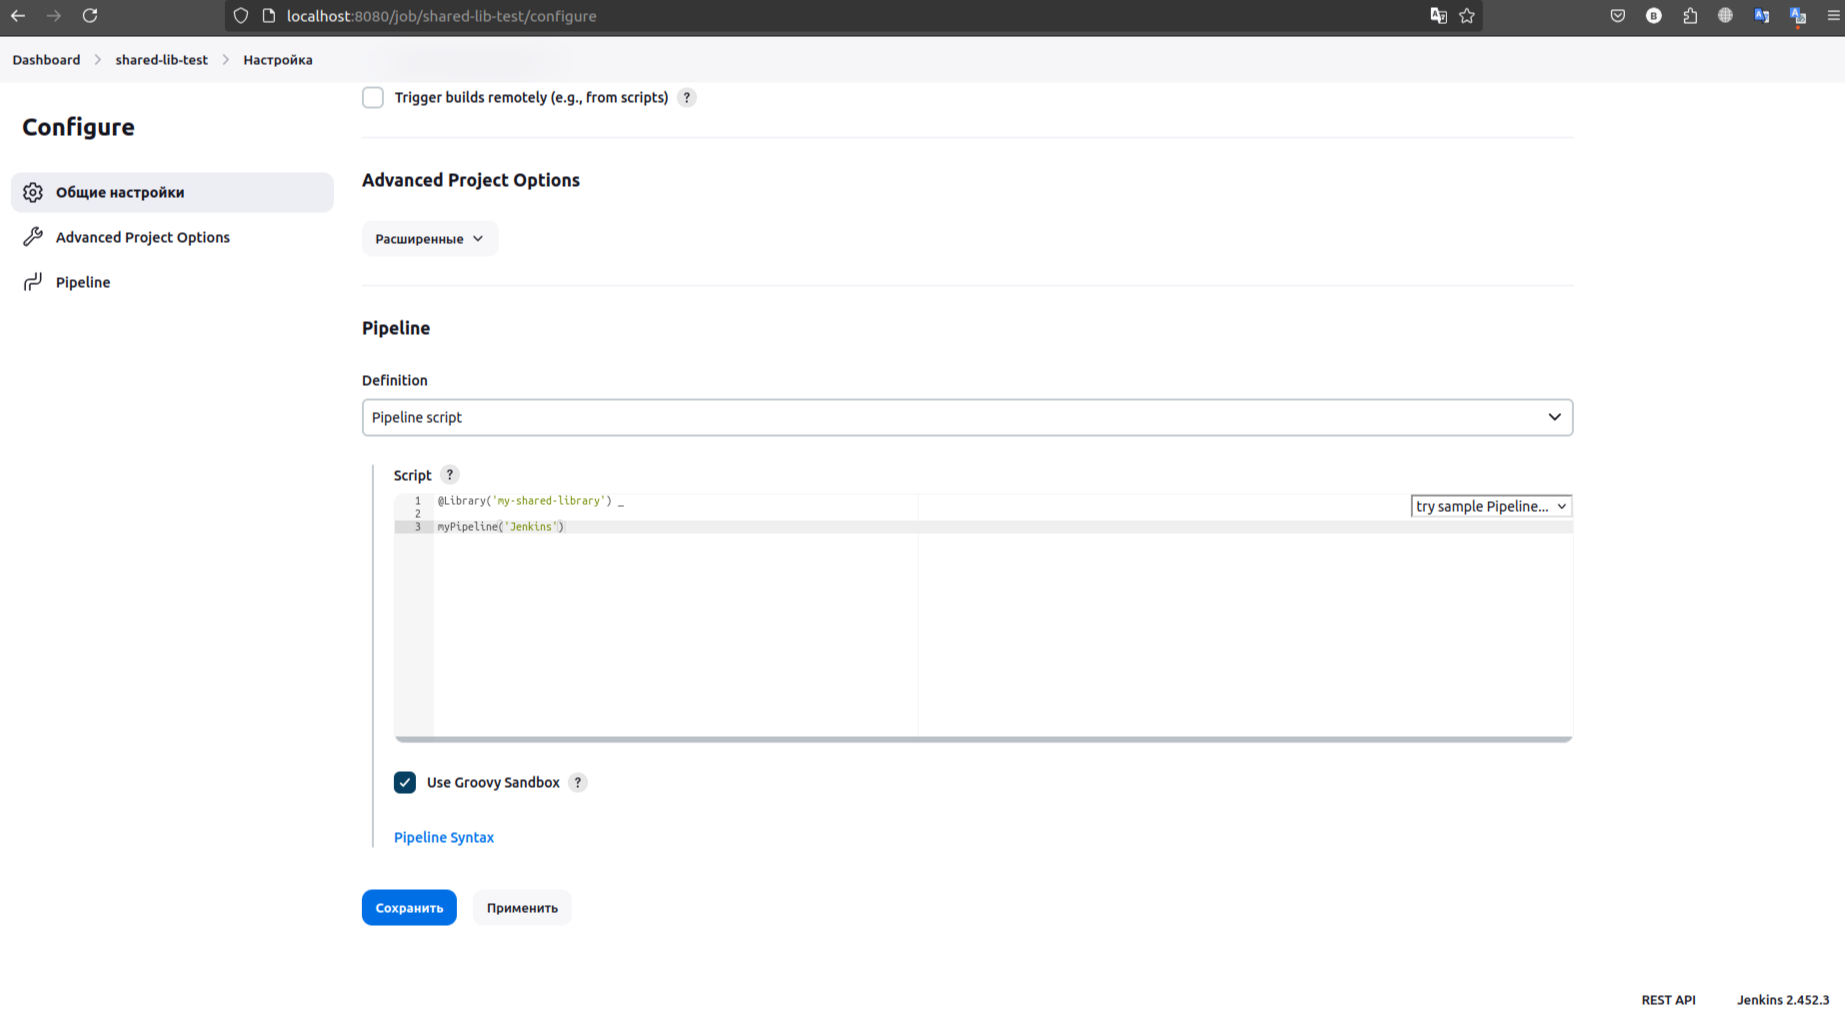 localhost:8080/job/shared-lib-test/configure
Dashboard > shared-lib-test > Настройка
Trigger builds remotely (e.g., from scripts) ?
Configure
Общие настройки
Advanced Project Options
Pipeline
Advanced Project Options
Расширенные
Pipeline
Definition
Pipeline script
Script ?
1 @Library('my-shared-library') _
try sample Pipeline...
2
3 myPipeline('Jenkins')
Use Groovy Sandbox ?
Pipeline Syntax
Сохранить
Применить
REST API
Jenkins 2.452.3